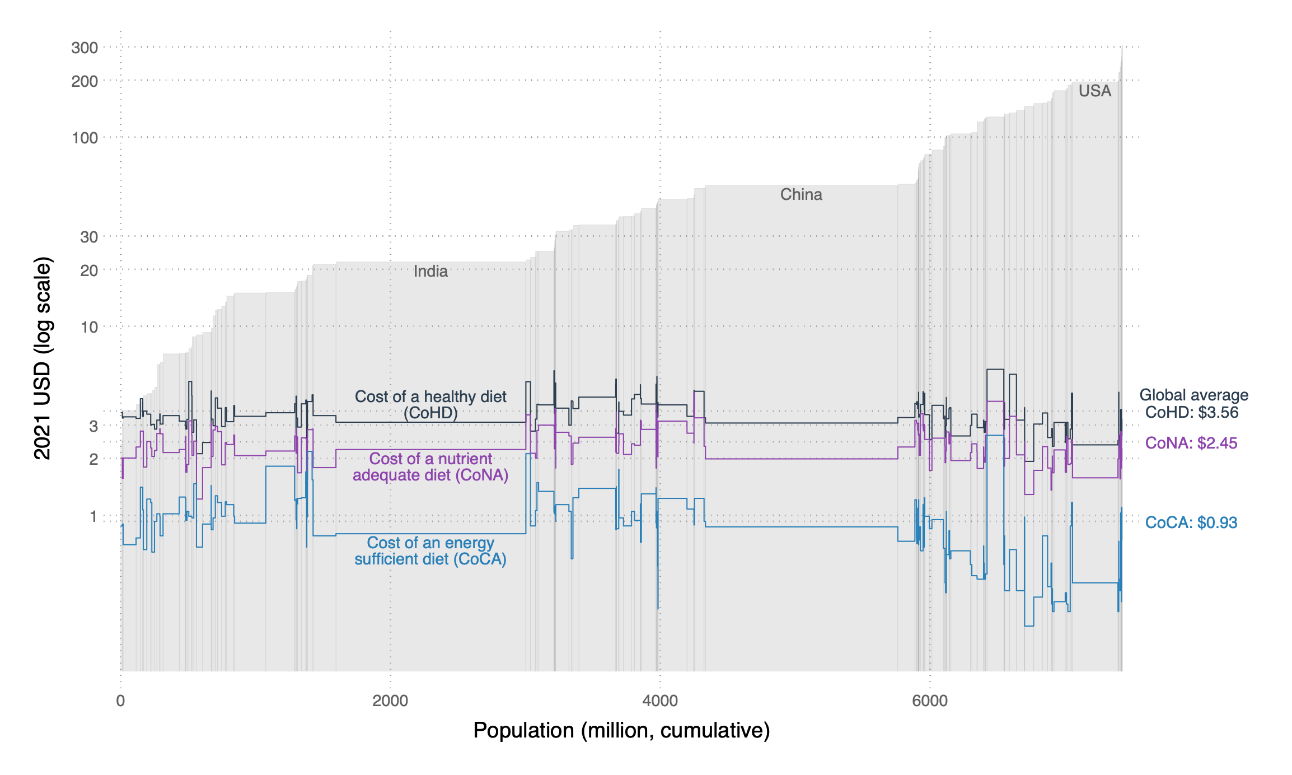 300
200
100
30
20
10
3
2
1
2021 USD (log scale)
USA
China
India
Cost of a healthy diet
(CoHD)
Cost of a nutrient
adequate diet (CoNA)
Cost of an energy
sufficient diet (CoCA)
Global average
CoHD: $3.56
CoNA: $2.45
CoCA: $0.93
0
2000
4000
6000
Population (million, cumulative)